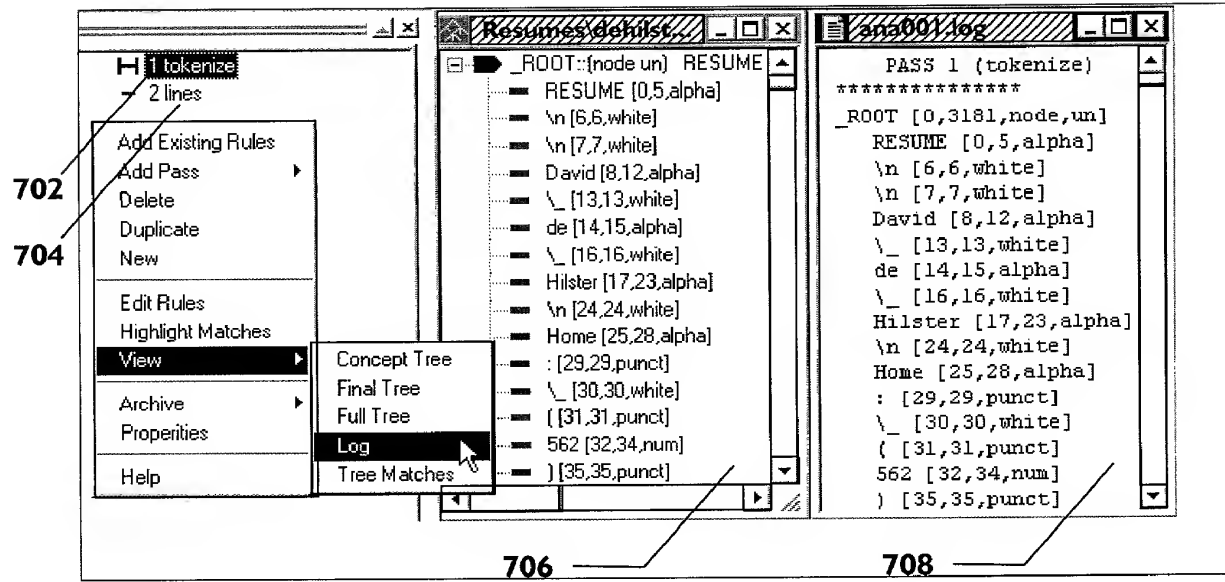 1 tokenize
2 lines
Add Existing Rules
Add Pass
Delete
Duplicate
New
Edit Rules
Highlight Matches
View
Archive
Properities
Help
Concept Tree
Final Tree
Full Tree
Log
Tree Matches
702
704
Resumes\dehilst...
_ROOT::(node un) RESUME
RESUME [0,5,alpha]
\n [6,6,white]
\n [7,7,white]
David [8,12,alpha]
\_ [13,13,white]
de [14,15,alpha]
\_ [16,16,white]
Hilster [17,23,alpha]
\n [24,24,white]
Home [25,28,alpha]
: [29,29,punct]
\_ [30,30,white]
( [31,31,punct]
562 [32,34,num]
) [35,35,punct]
706
ana001.log
PASS 1 (tokenize)
***************
_ROOT [0,3181,node,un]
RESUME [0,5,alpha]
\n [6,6,white]
\n [7,7,white]
David [8,12,alpha]
\_ [13,13,white]
de [14,15,alpha]
\_ [16,16,white]
Hilster [17,23,alpha]
\n [24,24,white]
Home [25,28,alpha]
: [29,29,punct]
\_ [30,30,white]
( [31,31,punct]
562 [32,34,num]
) [35,35,punct]
708